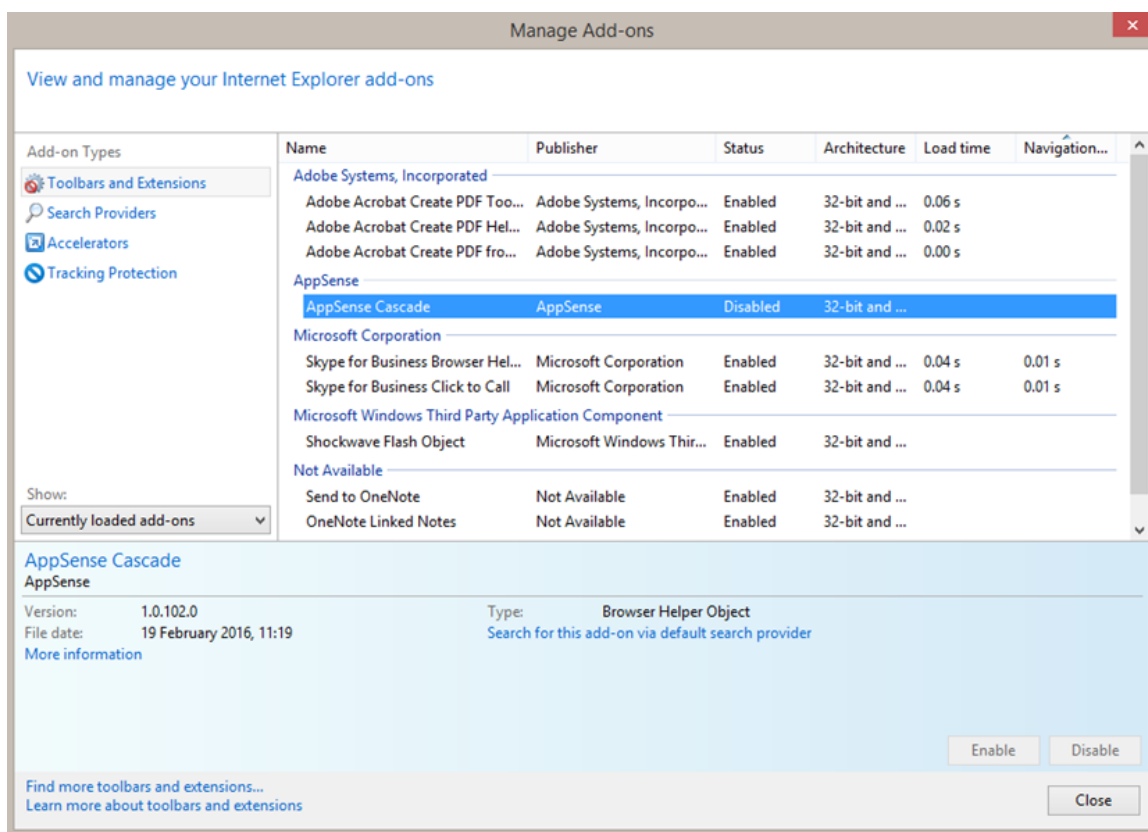 Manage Add-ons
View and manage your Internet Explorer add-ons
Add-on Types
Toolbars and Extensions
Search Providers
Accelerators
Tracking Protection
Show:
Currently loaded add-ons
Name Publisher Status Architecture Load time Navigation...
Adobe Systems, Incorporated
Adobe Acrobat Create PDF Too... Adobe Systems, Incorpo... Enabled 32-bit and ... 0.06 s
Adobe Acrobat Create PDF Hel... Adobe Systems, Incorpo... Enabled 32-bit and ... 0.02 s
Adobe Acrobat Create PDF fro... Adobe Systems, Incorpo... Enabled 32-bit and ... 0.00 s
AppSense
AppSense Cascade AppSense Disabled 32-bit and ...
Microsoft Corporation
Skype for Business Browser Hel... Microsoft Corporation Enabled 32-bit and ... 0.04 s 0.01 s
Skype for Business Click to Call Microsoft Corporation Enabled 32-bit and ... 0.04 s 0.01 s
Microsoft Windows Third Party Application Component
Shockwave Flash Object Microsoft Windows Thir... Enabled 32-bit and ...
Not Available
Send to OneNote Not Available Enabled 32-bit and ...
OneNote Linked Notes Not Available Enabled 32-bit and ...
AppSense Cascade
AppSense
Version: 1.0.102.0 Type: Browser Helper Object
File date: 19 February 2016, 11:19 Search for this add-on via default search provider
More information
Enable Disable
Find more toolbars and extensions...
Learn more about toolbars and extensions
Close